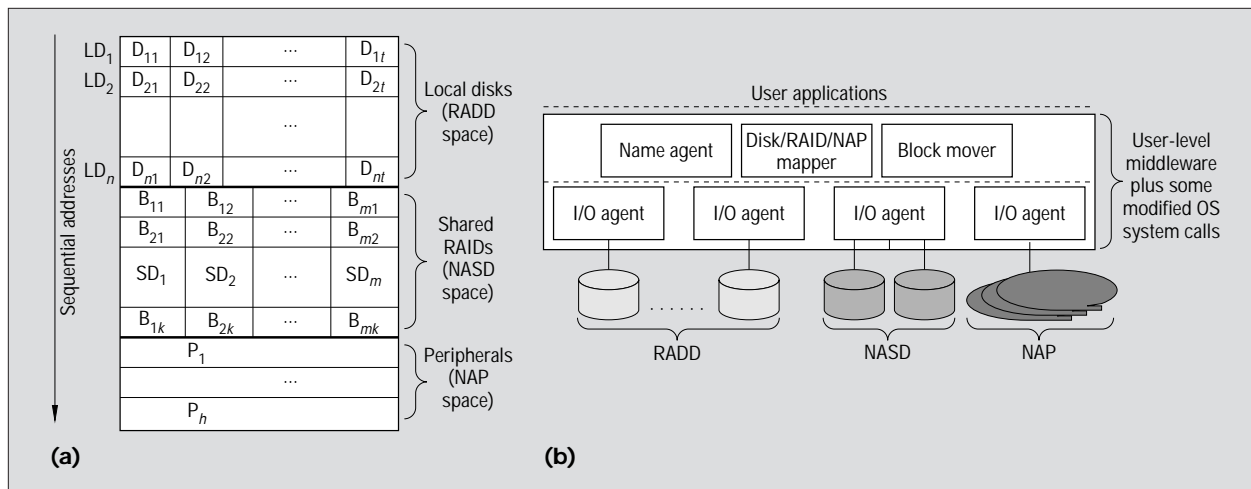 Sequential addresses
LD1 D11 D12 ... D1t
LD2 D21 D22 ... D2t
...
LDn Dn1 Dn2 Dnt
Local disks
(RADD
space)
B11 B12 ... Bm1
B21 B22 ... Bm2
SD1 SD2 ... SDm
B1k B2k ... Bmk
Shared
RAIDs
(NASD
space)
P1
...
Ph
Peripherals
(NAP
space)
(a)
User applications
Name agent
Disk/RAID/NAP
mapper
Block mover
I/O agent
I/O agent
I/O agent
I/O agent
User-level
middleware
plus some
modified OS
system calls
......
RADD
NASD
NAP
(b)